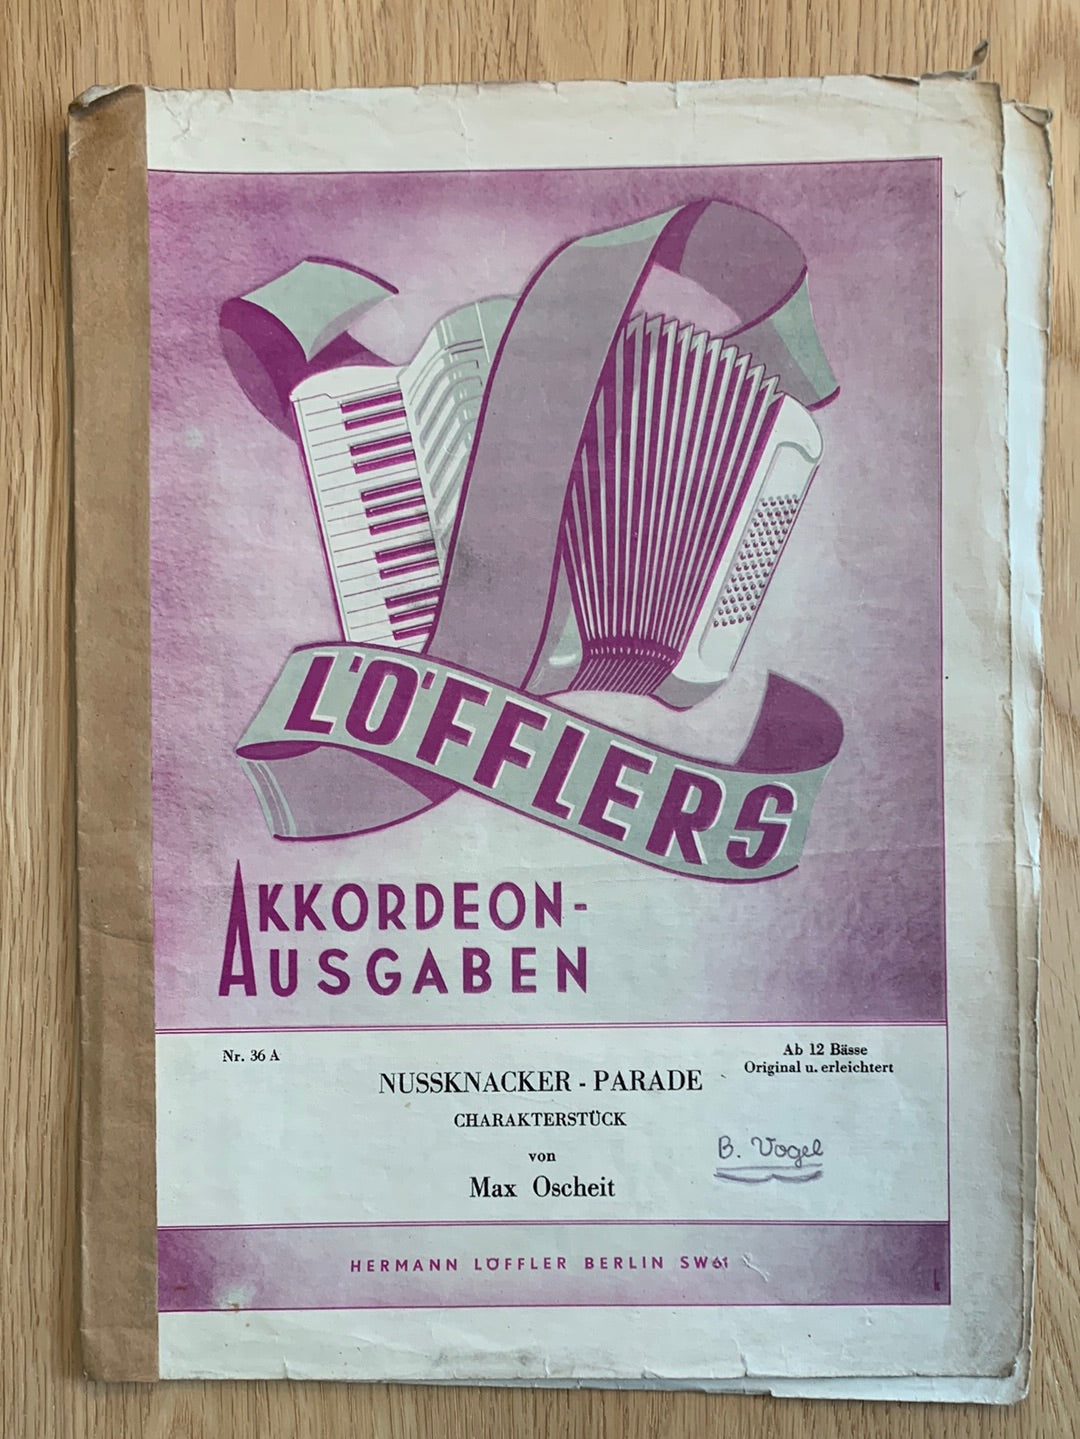 LÖFFLERS
AKKORDEON-
AUSGABEN
Nr. 36 A
Ab 12 Bässe
Original u. erleichtert
NUSSKNACKER - PARADE
CHARAKTERSTÜCK
von
Max Oscheit
B. Vogel
HERMANN LÖFFLER BERLIN SW61